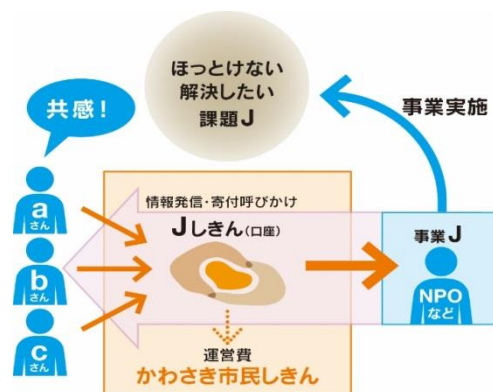 ほっとけない
解決したい
課題J
共感!
事業実施
aさん
bさん
cさん
情報発信・寄付呼びかけ
Jしきん(口座)
事業J
NPO
など
運営費
かわさき市民しきん